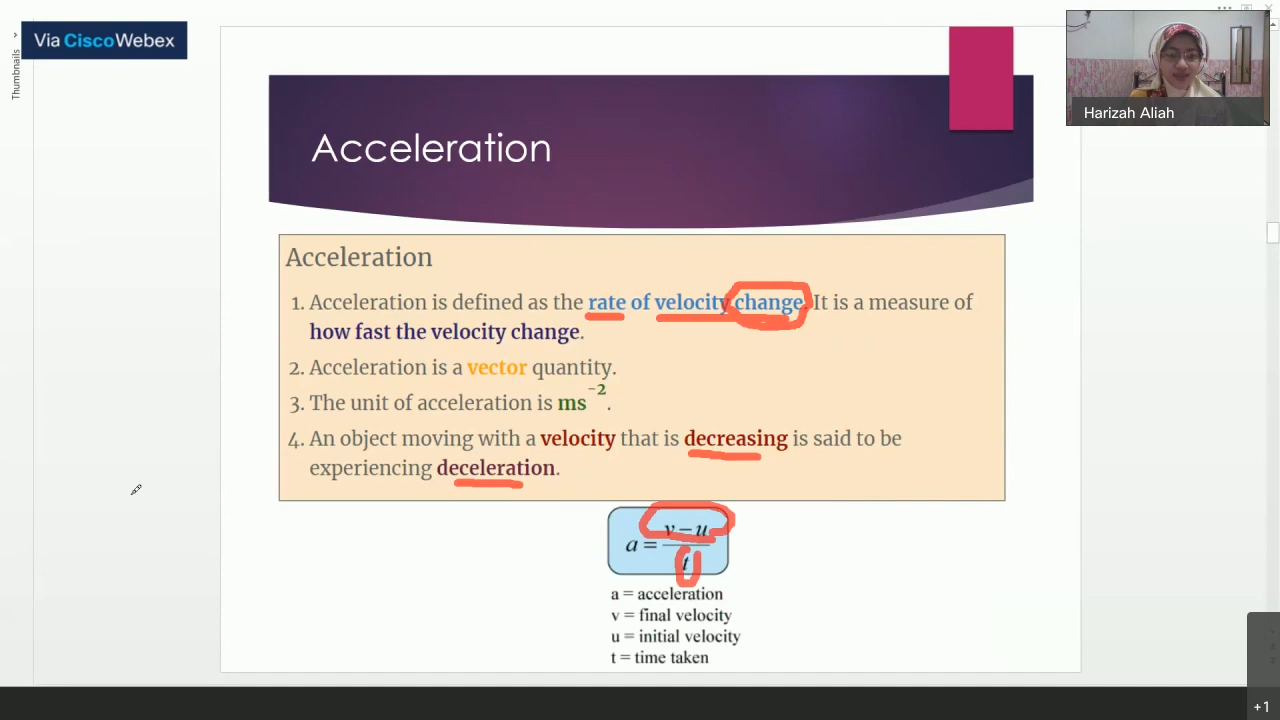 Via Cisco Webex
Thumbnails
Harizah Aliah
Acceleration
Acceleration
1. Acceleration is defined as the rate of velocity change. It is a measure of
how fast the velocity change.
2. Acceleration is a vector quantity.
3. The unit of acceleration is ms⁻².
4. An object moving with a velocity that is decreasing is said to be
experiencing deceleration.
a = v − u
t
a = acceleration
v = final velocity
u = initial velocity
t = time taken
+1